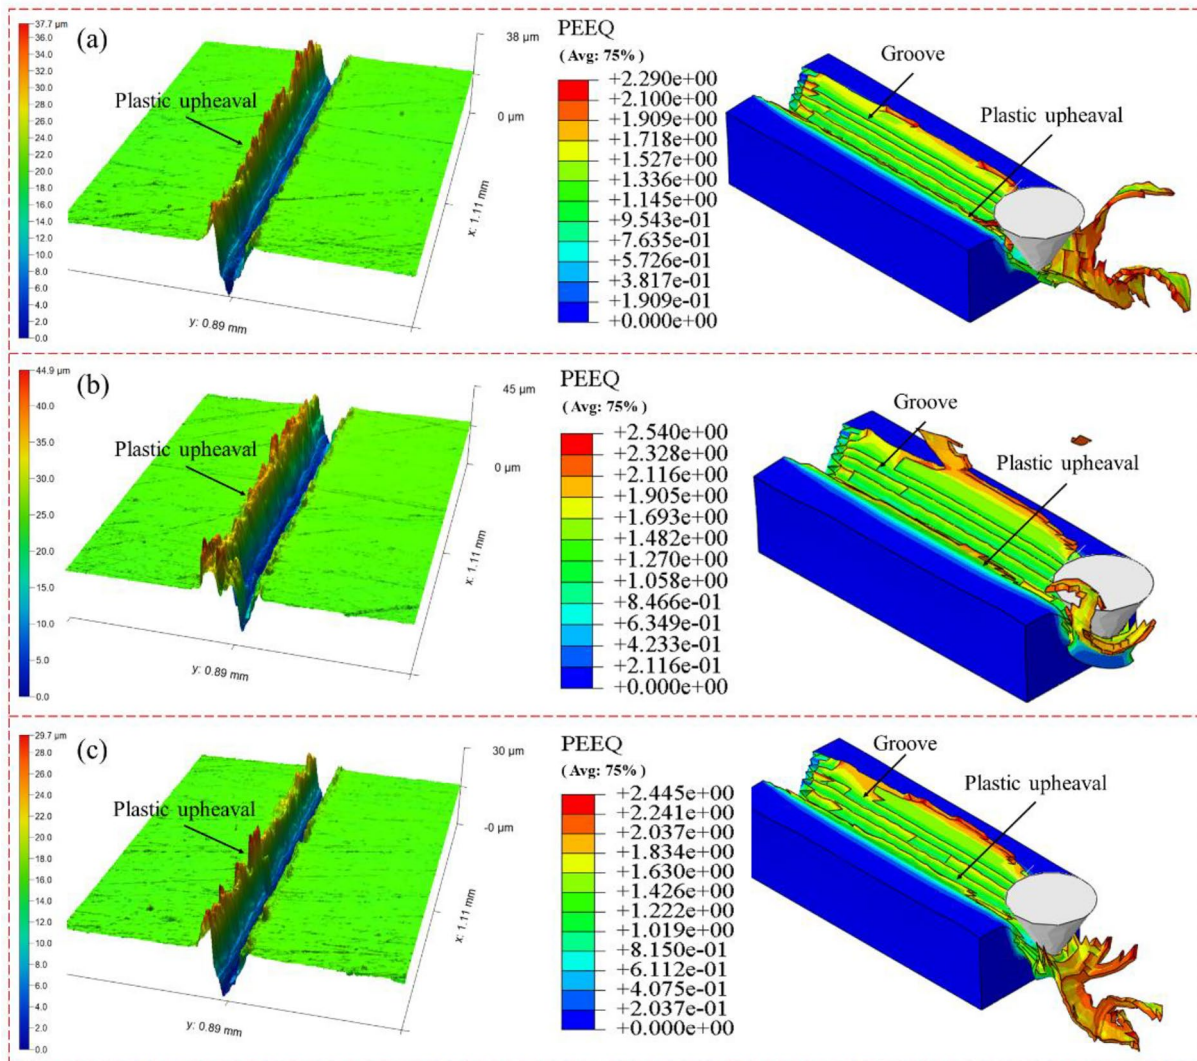 37.7 µm
36.0
34.0
32.0
30.0
28.0
26.0
24.0
22.0
20.0
18.0
16.0
14.0
12.0
10.0
8.0
6.0
4.0
2.0
0.0
(a)
Plastic upheaval
38 µm
0 µm
x: 1.11 mm
y: 0.89 mm
PEEQ
(Avg: 75%)
+2.290e+00
+2.100e+00
+1.909e+00
+1.718e+00
+1.527e+00
+1.336e+00
+1.145e+00
+9.543e-01
+7.635e-01
+5.726e-01
+3.817e-01
+1.909e-01
+0.000e+00
Groove
Plastic upheaval
44.9 µm
40.0
35.0
30.0
25.0
20.0
15.0
10.0
5.0
0.0
(b)
Plastic upheaval
45 µm
0 µm
x: 1.11 mm
y: 0.89 mm
PEEQ
(Avg: 75%)
+2.540e+00
+2.328e+00
+2.116e+00
+1.905e+00
+1.693e+00
+1.482e+00
+1.270e+00
+1.058e+00
+8.466e-01
+6.349e-01
+4.233e-01
+2.116e-01
+0.000e+00
Groove
Plastic upheaval
29.7 µm
28.0
26.0
24.0
22.0
20.0
18.0
16.0
14.0
12.0
10.0
8.0
6.0
4.0
2.0
0.0
(c)
Plastic upheaval
30 µm
-0 µm
x: 1.11 mm
y: 0.89 mm
PEEQ
(Avg: 75%)
+2.445e+00
+2.241e+00
+2.037e+00
+1.834e+00
+1.630e+00
+1.426e+00
+1.222e+00
+1.019e+00
+8.150e-01
+6.112e-01
+4.075e-01
+2.037e-01
+0.000e+00
Groove
Plastic upheaval